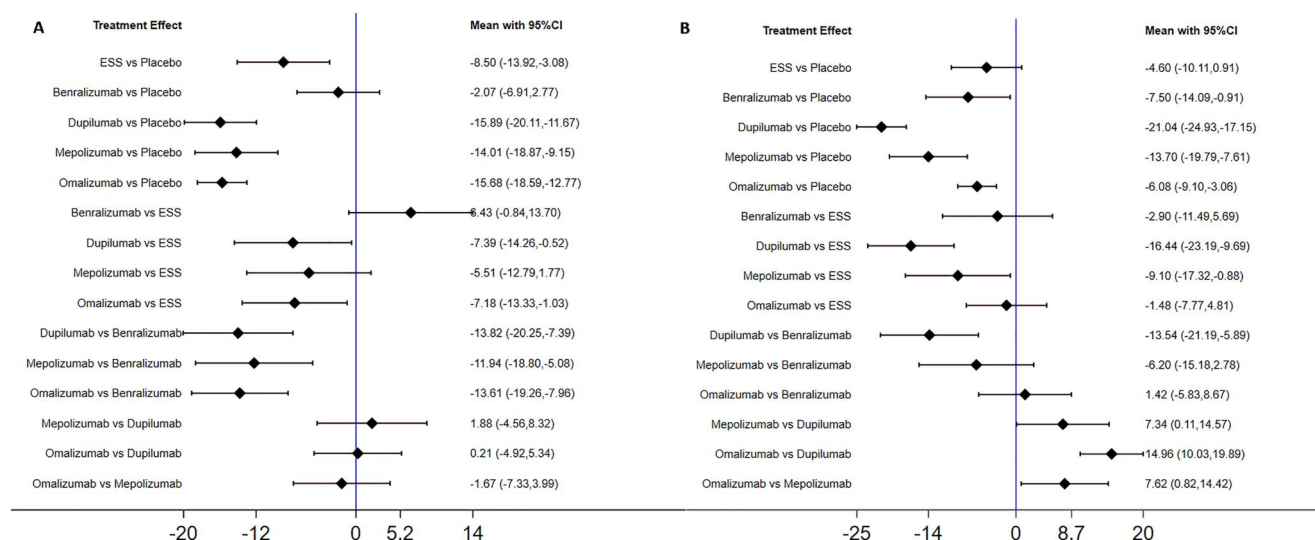 A
Treatment Effect Mean with 95%CI
ESS vs Placebo -8.50 (-13.92,-3.08)
Benralizumab vs Placebo -2.07 (-6.91,2.77)
Dupilumab vs Placebo -15.89 (-20.11,-11.67)
Mepolizumab vs Placebo -14.01 (-18.87,-9.15)
Omalizumab vs Placebo -15.68 (-18.59,-12.77)
Benralizumab vs ESS 6.43 (-0.84,13.70)
Dupilumab vs ESS -7.39 (-14.26,-0.52)
Mepolizumab vs ESS -5.51 (-12.79,1.77)
Omalizumab vs ESS -7.18 (-13.33,-1.03)
Dupilumab vs Benralizumab -13.82 (-20.25,-7.39)
Mepolizumab vs Benralizumab -11.94 (-18.80,-5.08)
Omalizumab vs Benralizumab -13.61 (-19.26,-7.96)
Mepolizumab vs Dupilumab 1.88 (-4.56,8.32)
Omalizumab vs Dupilumab 0.21 (-4.92,5.34)
Omalizumab vs Mepolizumab -1.67 (-7.33,3.99)
-20 -12 0 5.2 14
B
Treatment Effect Mean with 95%CI
ESS vs Placebo -4.60 (-10.11,0.91)
Benralizumab vs Placebo -7.50 (-14.09,-0.91)
Dupilumab vs Placebo -21.04 (-24.93,-17.15)
Mepolizumab vs Placebo -13.70 (-19.79,-7.61)
Omalizumab vs Placebo -6.08 (-9.10,-3.06)
Benralizumab vs ESS -2.90 (-11.49,5.69)
Dupilumab vs ESS -16.44 (-23.19,-9.69)
Mepolizumab vs ESS -9.10 (-17.32,-0.88)
Omalizumab vs ESS -1.48 (-7.77,4.81)
Dupilumab vs Benralizumab -13.54 (-21.19,-5.89)
Mepolizumab vs Benralizumab -6.20 (-15.18,2.78)
Omalizumab vs Benralizumab 1.42 (-5.83,8.67)
Mepolizumab vs Dupilumab 7.34 (0.11,14.57)
Omalizumab vs Dupilumab 14.96 (10.03,19.89)
Omalizumab vs Mepolizumab 7.62 (0.82,14.42)
-25 -14 0 8.7 20